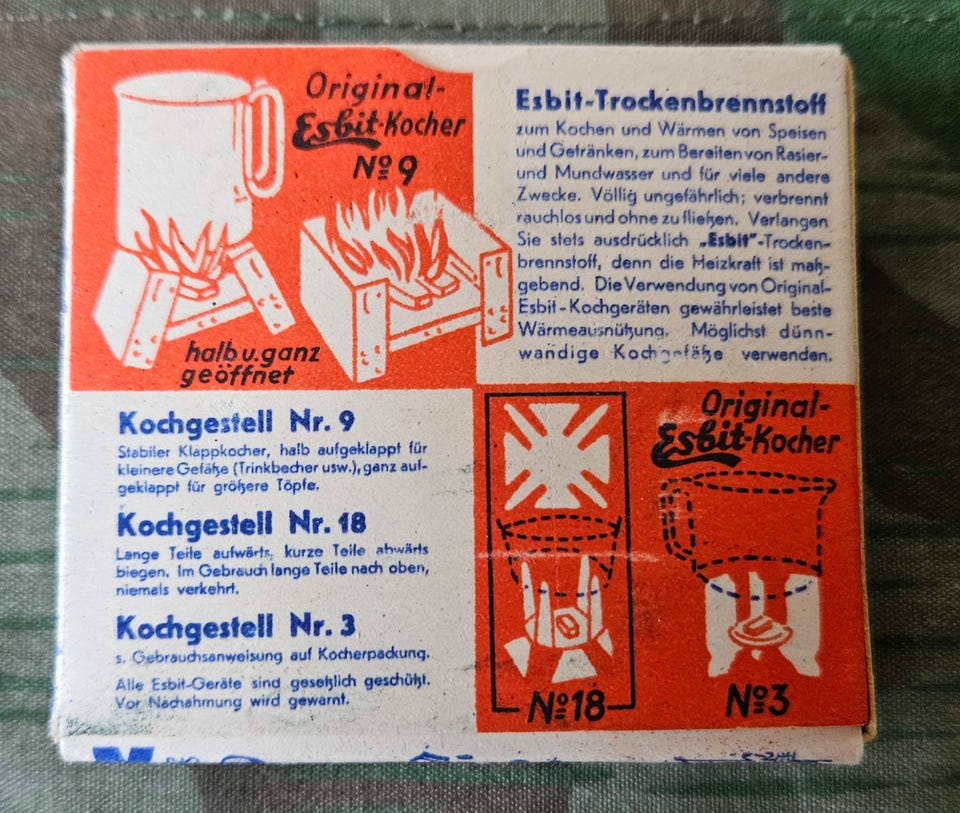 Original-
Esbit-Kocher
№ 9
halb u. ganz
geöffnet
Esbit-Trockenbrennstoff
zum Kochen und Wärmen von Speisen
und Getränken, zum Bereiten von Rasier-
und Mundwasser und für viele andere
Zwecke. Völlig ungefährlich; verbrennt
rauchlos und ohne zu fließen. Verlangen
Sie stets ausdrücklich „Esbit"-Trocken-
brennstoff, denn die Heizkraft ist maß-
gebend. Die Verwendung von Original-
Esbit-Kochgeräten gewährleistet beste
Wärmeausnützung. Möglichst dünn-
wandige Kochgefäße verwenden.
Kochgestell Nr. 9
Stabiler Klappkocher, halb aufgeklappt für
kleinere Gefäße (Trinkbecher usw.), ganz auf-
geklappt für größere Töpfe.
Kochgestell Nr. 18
Lange Teile aufwärts, kurze Teile abwärts
biegen. Im Gebrauch lange Teile nach oben,
niemals verkehrt.
Kochgestell Nr. 3
s. Gebrauchsanweisung auf Kocherpackung.
Alle Esbit-Geräte sind gesetzlich geschützt.
Vor Nachahmung wird gewarnt.
№ 18
Original-
Esbit-Kocher
№ 3